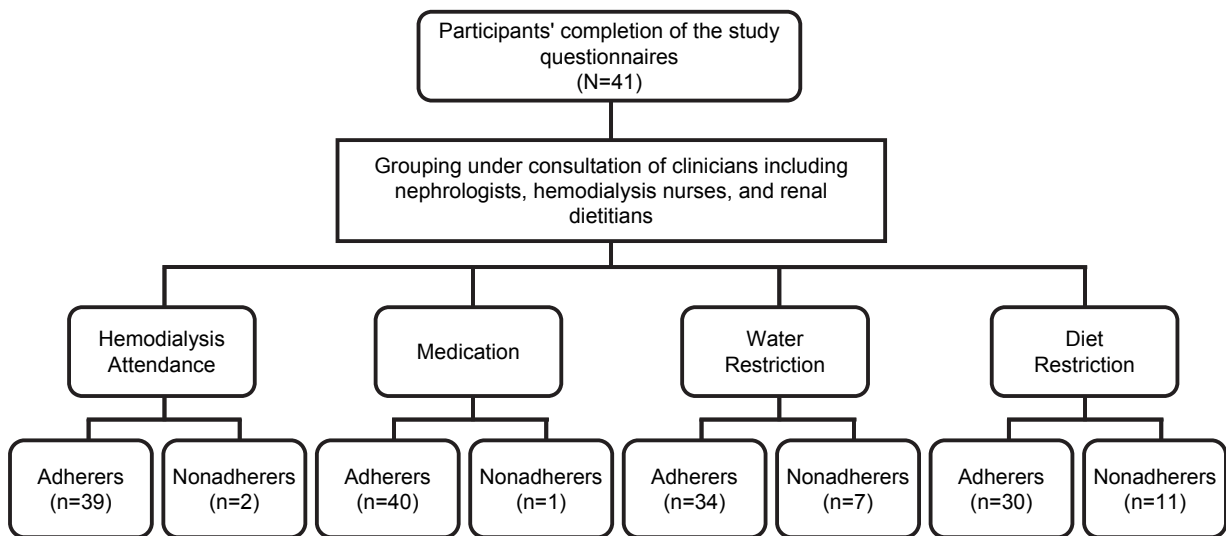 Participants' completion of the study
questionnaires
(N=41)
Grouping under consultation of clinicians including
nephrologists, hemodialysis nurses, and renal
dietitians
Hemodialysis
Attendance
Medication
Water
Restriction
Diet
Restriction
Adherers
(n=39)
Nonadherers
(n=2)
Adherers
(n=40)
Nonadherers
(n=1)
Adherers
(n=34)
Nonadherers
(n=7)
Adherers
(n=30)
Nonadherers
(n=11)